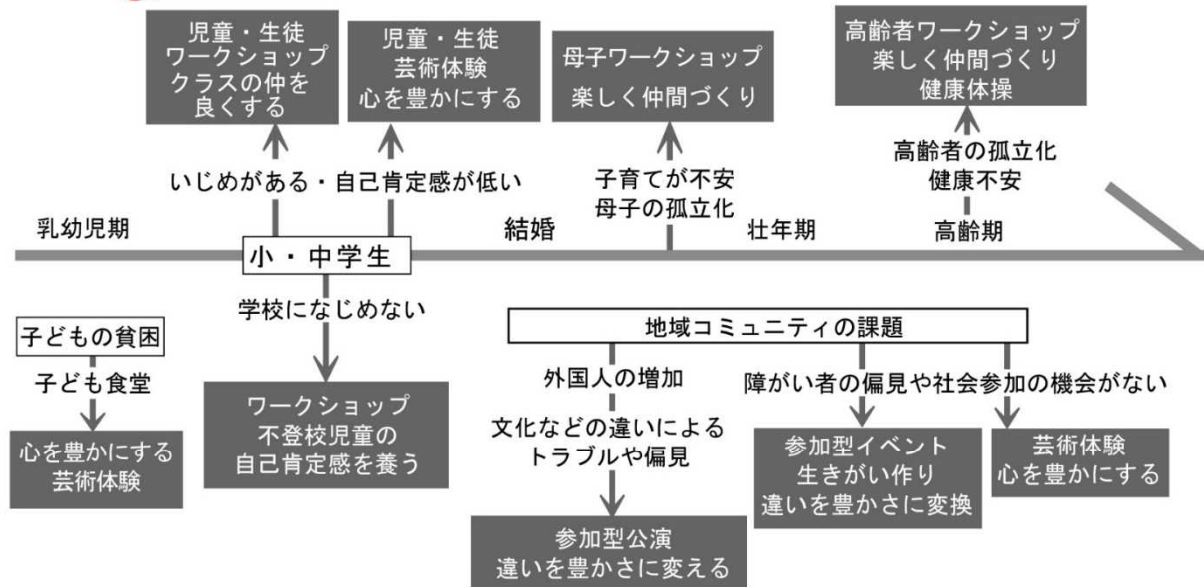 児童・生徒
ワークショップ
クラスの仲を
良くする
児童・生徒
芸術体験
心を豊かにする
母子ワークショップ
楽しく仲間づくり
高齢者ワークショップ
楽しく仲間づくり
健康体操
いじめがある・自己肯定感が低い
子育てが不安
母子の孤立化
高齢者の孤立化
健康不安
乳幼児期
小・中学生
結婚
壮年期
高齢期
学校になじめない
子どもの貧困
子ども食堂
心を豊かにする
芸術体験
ワークショップ
不登校児童の
自己肯定感を養う
地域コミュニティの課題
外国人の増加
文化などの違いによる
トラブルや偏見
参加型公演
違いを豊かさに変える
障がい者の偏見や社会参加の機会がない
参加型イベント
生きがい作り
違いを豊かさに変換
芸術体験
心を豊かにする